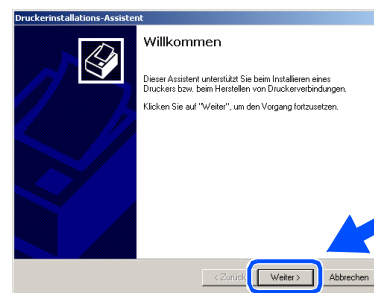 Druckerinstallations-Assistent
Willkommen
Dieser Assistent unterstützt Sie beim Installieren eines
Druckers bzw. beim Herstellen von Druckerverbindungen.
Klicken Sie auf "Weiter", um den Vorgang fortzusetzen.
< Zurück Weiter > Abbrechen